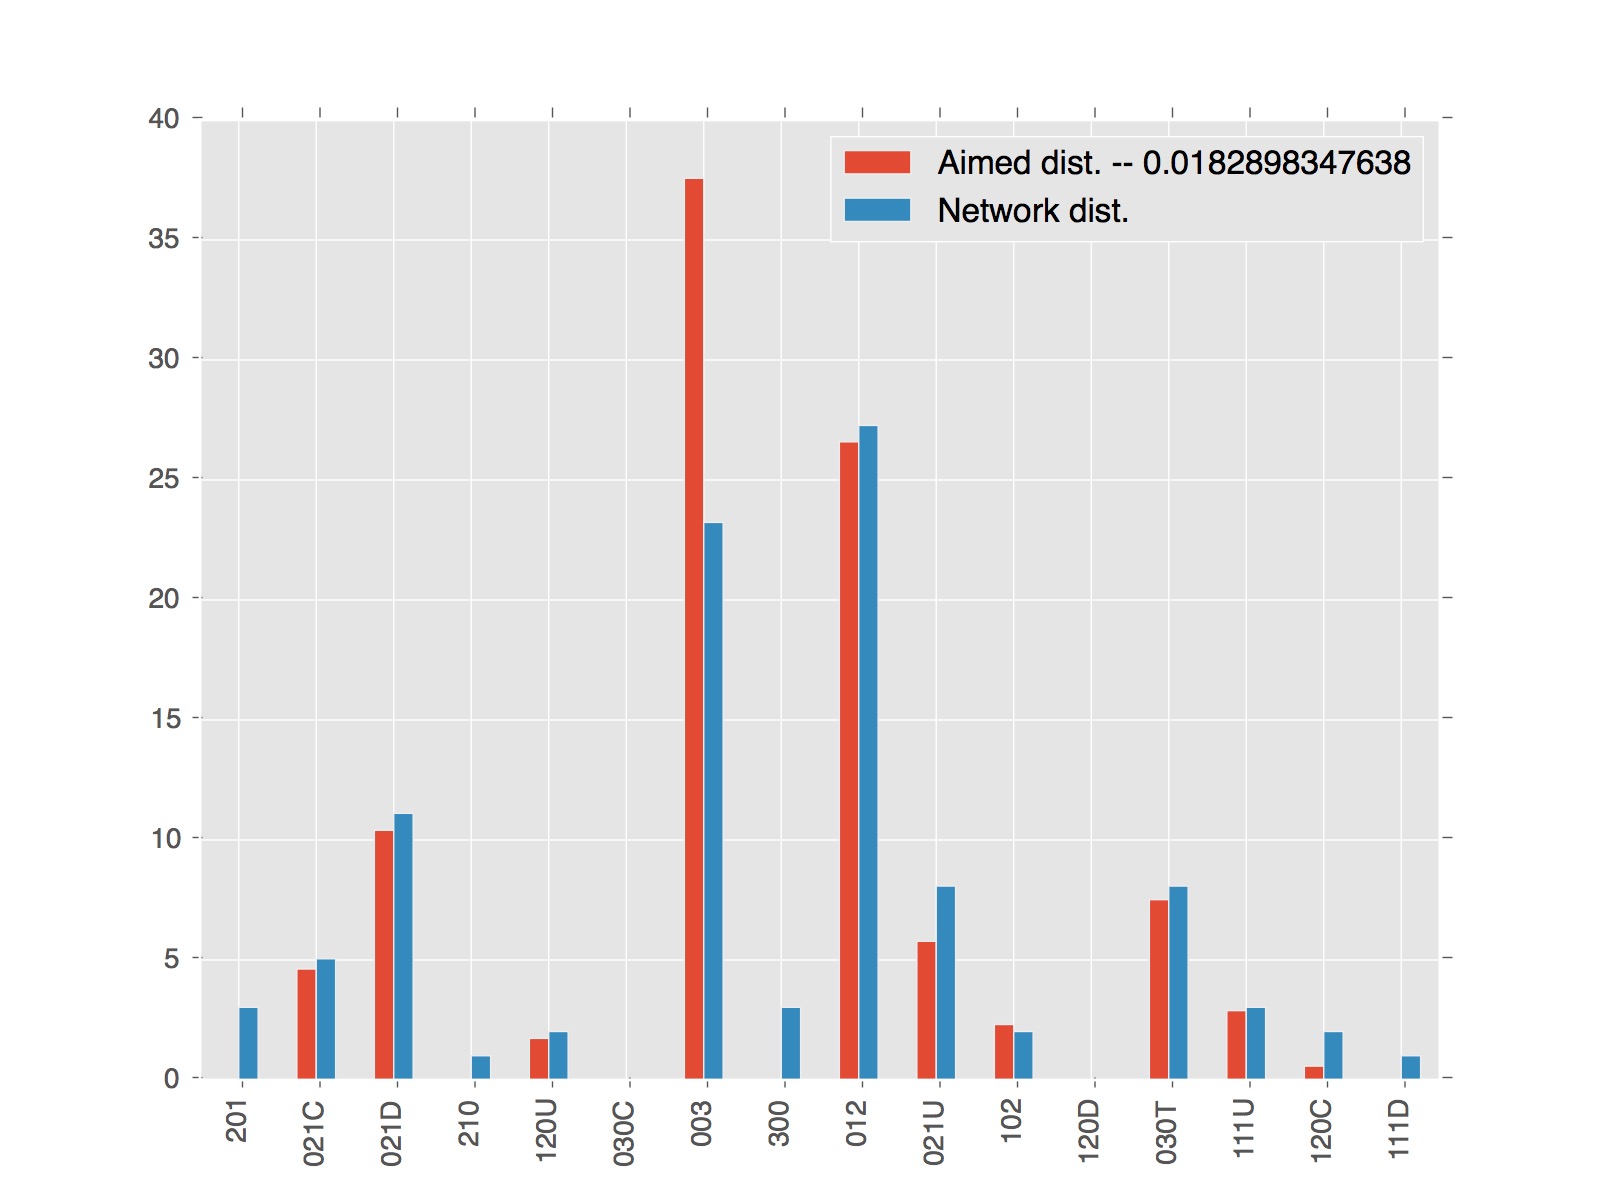 40
35
30
25
20
15
10
5
0
Aimed dist. -- 0.0182898347638
Network dist.
201
021C
021D
210
120U
030C
003
300
012
021U
102
120D
030T
111U
120C
111D